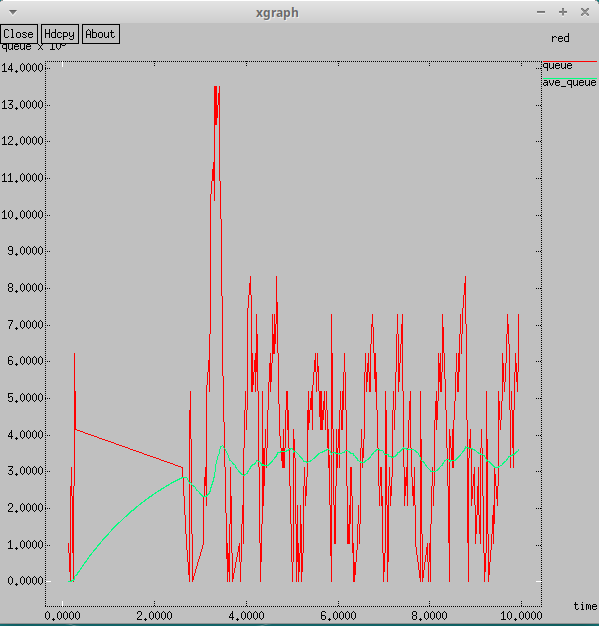 xgraph
Close Hdcpy About
queue x 10
red
queue
ave_queue
14.0000
13.0000
12.0000
11.0000
10.0000
9.0000
8.0000
7.0000
6.0000
5.0000
4.0000
3.0000
2.0000
1.0000
0.0000
time
0.0000 2.0000 4.0000 6.0000 8.0000 10.0000